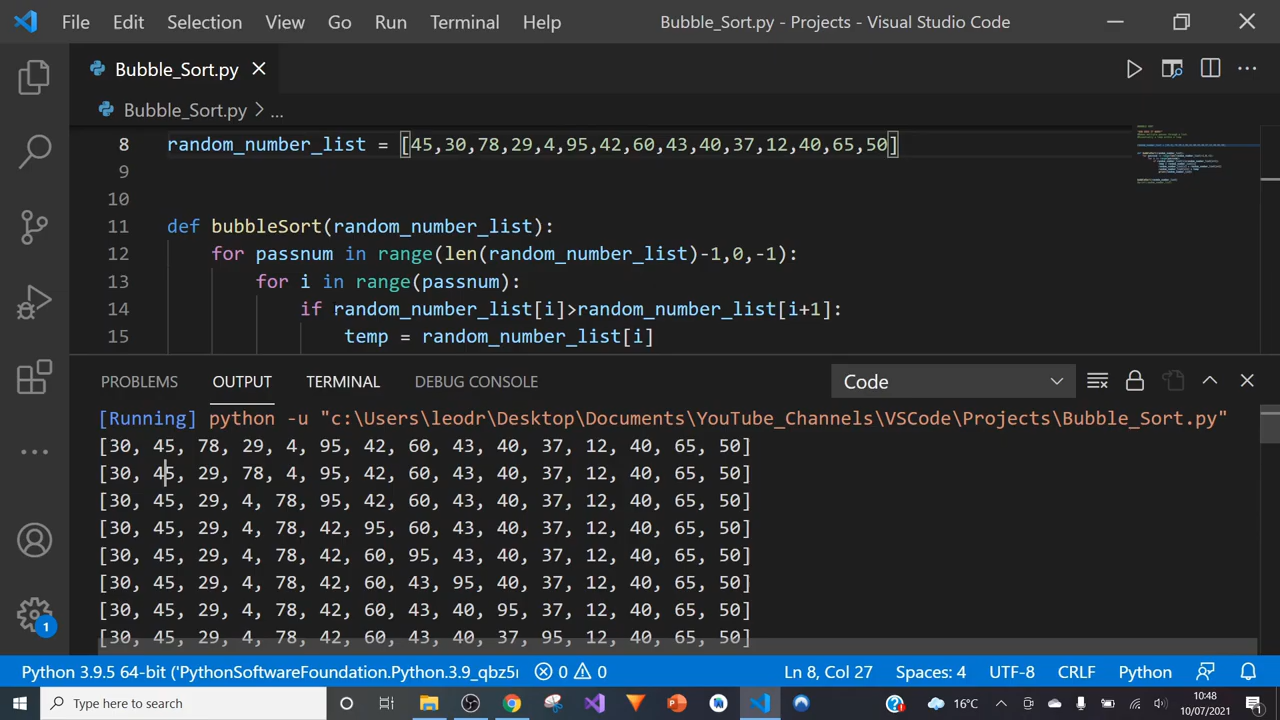 File Edit Selection View Go Run Terminal Help Bubble_Sort.py - Projects - Visual Studio Code
Bubble_Sort.py
Bubble_Sort.py > ...
8 random_number_list = [45, 78,29,4,95,42,60,43,40,37,12,40,65,50]
9
10
11 def bubbleSort(random_number_list):
12 for passnum in range(len(random_number_list)-1,0,-1):
13 for i in range(passnum):
14 if random_number_list[i]>random_number_list[i+1]:
15 temp = random_number_list[i]
PROBLEMS OUTPUT TERMINAL DEBUG CONSOLE Code
[Running] python -u "c:\Users\leodr\Desktop\Documents\YouTube_Channels\VSCode\Projects\Bubble_Sort.py"
[30, 45, 78, 29, 4, 95, 42, 60, 43, 40, 37, 12, 40, 65, 50]
[30, 45, 29, 78, 4, 95, 42, 60, 43, 40, 37, 12, 40, 65, 50]
[30, 45, 29, 4, 78, 95, 42, 60, 43, 40, 37, 12, 40, 65, 50]
[30, 45, 29, 4, 78, 42, 95, 60, 43, 40, 37, 12, 40, 65, 50]
[30, 45, 29, 4, 78, 42, 60, 95, 43, 40, 37, 12, 40, 65, 50]
[30, 45, 29, 4, 78, 42, 60, 43, 95, 40, 37, 12, 40, 65, 50]
[30, 45, 29, 4, 78, 42, 60, 43, 40, 95, 37, 12, 40, 65, 50]
[30, 45, 29, 4, 78, 42, 60, 43, 40, 37, 95, 12, 40, 65, 50]
1
Python 3.9.5 64-bit ('PythonSoftwareFoundation.Python.3.9_qbz5 0 0 Ln 8, Col 27 Spaces: 4 UTF-8 CRLF Python
Type here to search 16°C 10:48
10/07/2021 1